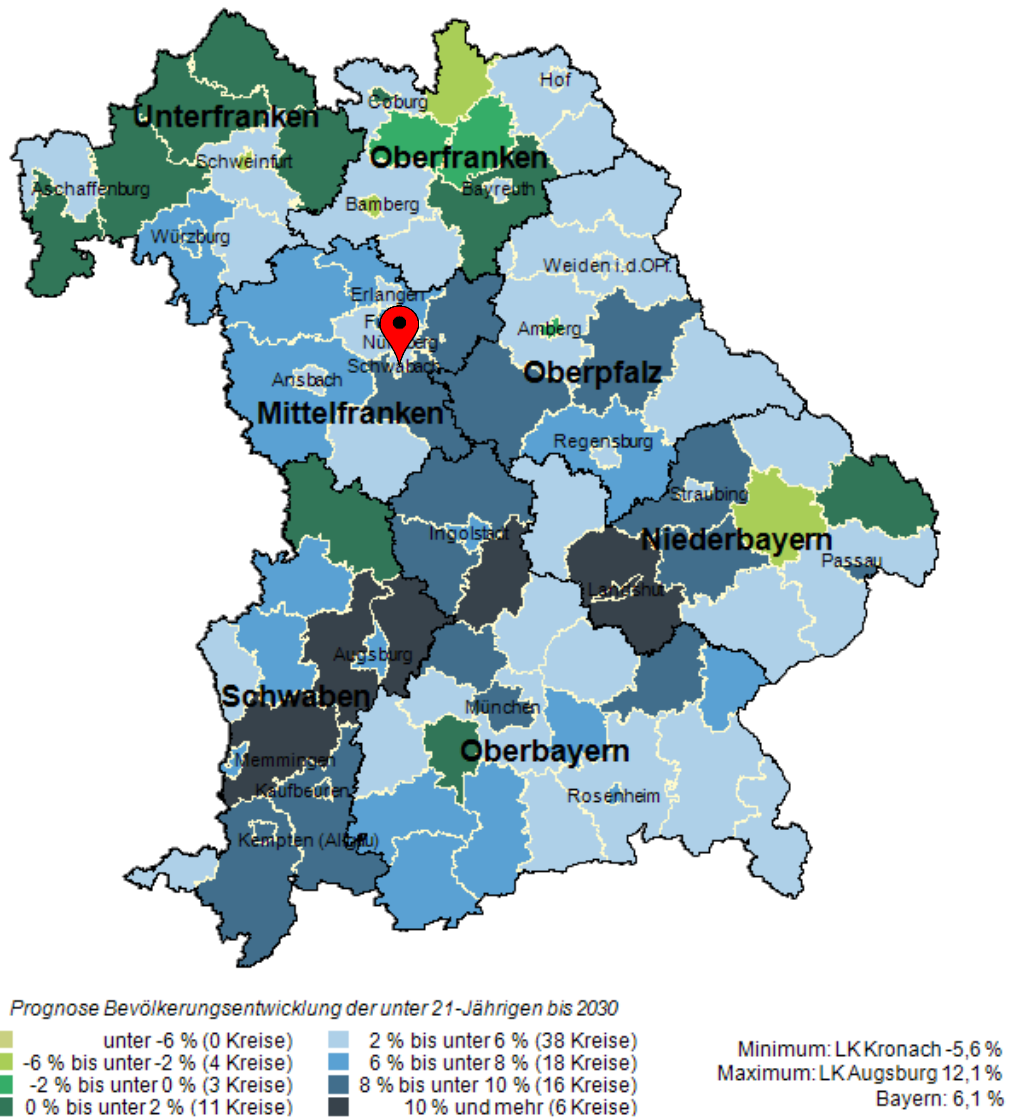 Hof
Coburg
Unterfranken
Oberfranken
Schweinfurt
Aschaffenburg
Bayreuth
Bamberg
Würzburg
Weiden i.d.OPf.
Erlangen
Amberg
Nürnberg
Schwabach
Oberpfalz
Ansbach
Mittelfranken
Regensburg
Straubing
Ingolstadt
Niederbayern
Passau
Landshut
Augsburg
Schwaben
München
Oberbayern
Memmingen
Kaufbeuren
Rosenheim
Kempten (Allgäu)
Prognose Bevölkerungsentwicklung der unter 21-Jährigen bis 2030
unter -6 % (0 Kreise)
-6 % bis unter -2 % (4 Kreise)
-2 % bis unter 0 % (3 Kreise)
0 % bis unter 2 % (11 Kreise)
2 % bis unter 6 % (38 Kreise)
6 % bis unter 8 % (18 Kreise)
8 % bis unter 10 % (16 Kreise)
10 % und mehr (6 Kreise)
Minimum: LK Kronach -5,6 %
Maximum: LK Augsburg 12,1 %
Bayern: 6,1 %